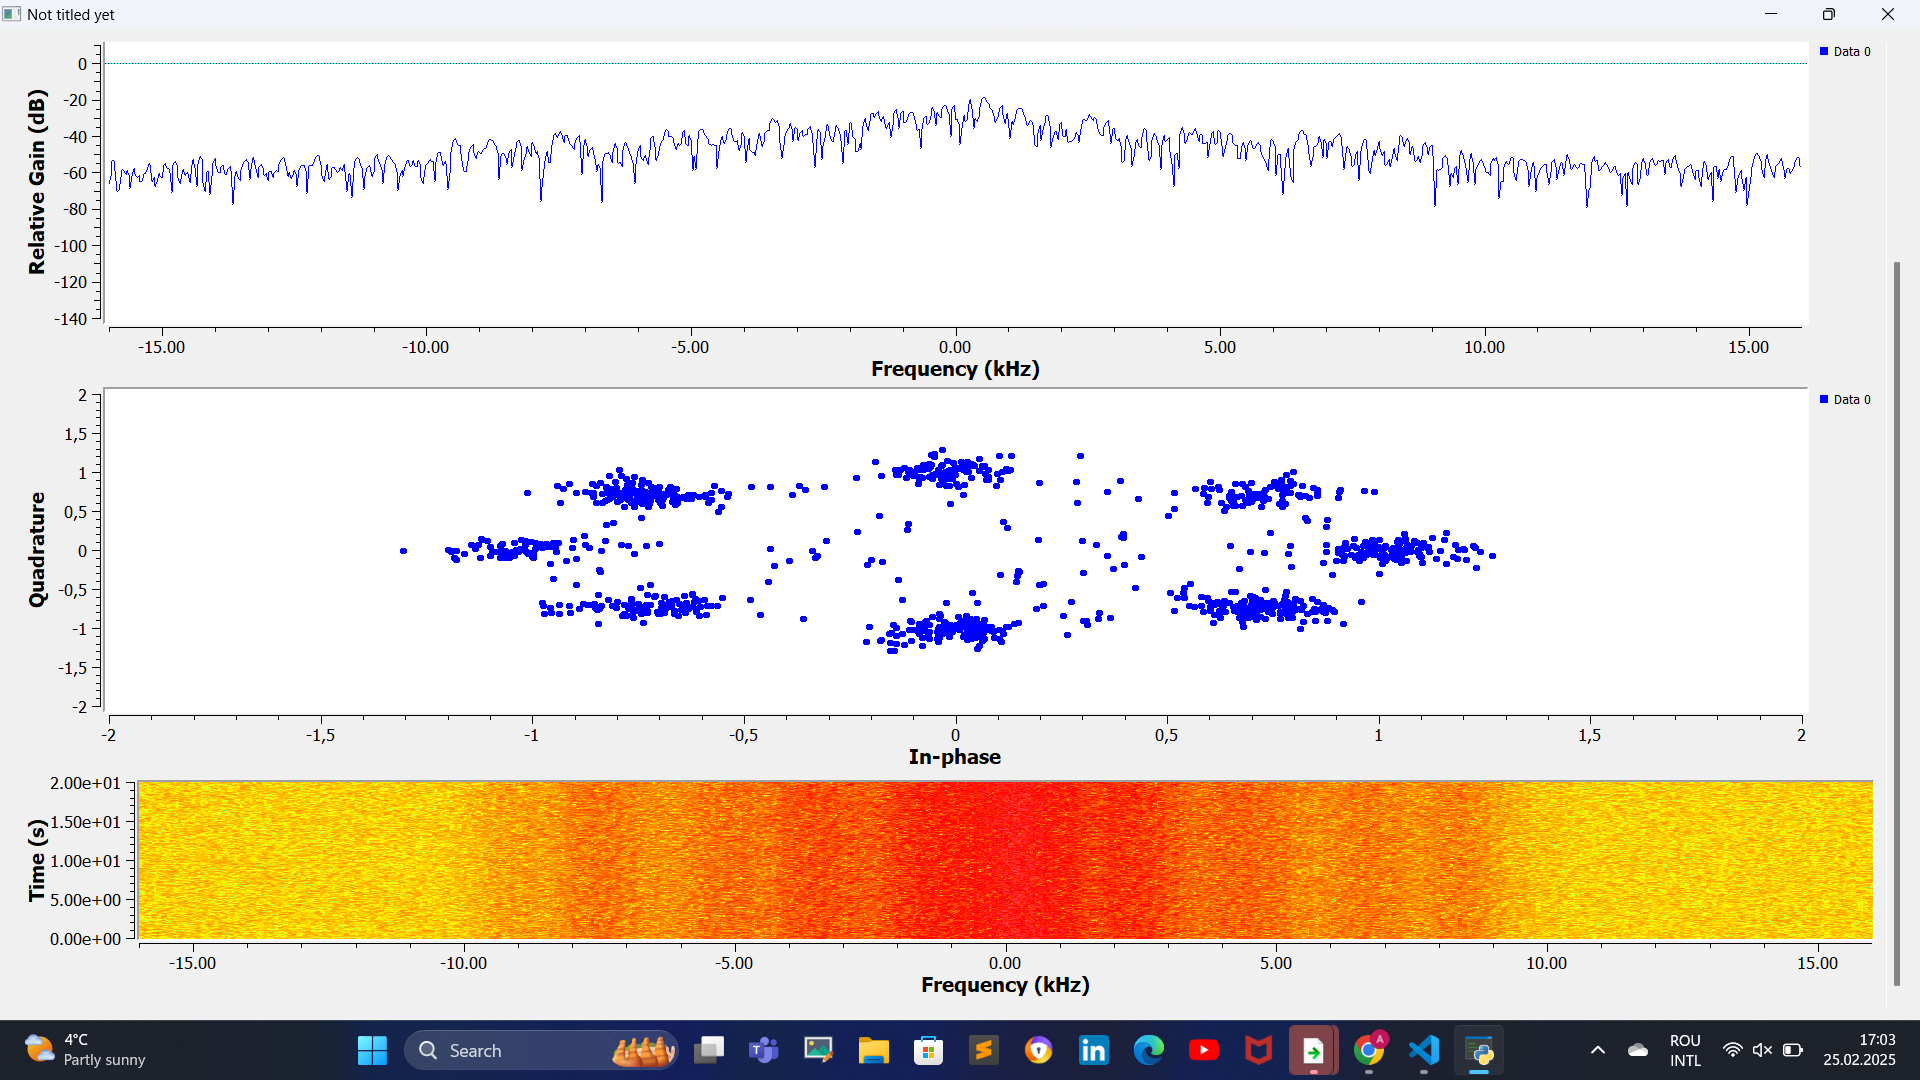 Not titled yet
Data 0
Relative Gain (dB)
0
-20
-40
-60
-80
-100
-120
-140
-15.00 -10.00 -5.00 0.00 5.00 10.00 15.00
Frequency (kHz)
Data 0
Quadrature
2
1,5
1
0,5
0
-0,5
-1
-1,5
-2
-2 -1,5 -1 -0,5 0 0,5 1 1,5 2
In-phase
Time (s)
2.00e+01
1.50e+01
1.00e+01
5.00e+00
0.00e+00
-15.00 -10.00 -5.00 0.00 5.00 10.00 15.00
Frequency (kHz)
4°C
Partly sunny
Search
T
in
A
ROU
INTL
17:03
25.02.2025